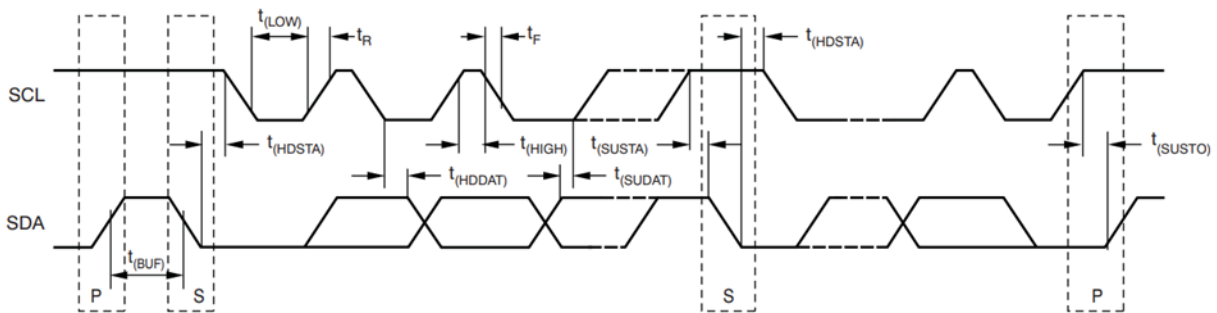 t(LOW)
tR
tF
t(HDSTA)
SCL
t(HDSTA)
t(HIGH)
t(SUSTA)
t(SUSTO)
t(HDDAT)
t(SUDAT)
SDA
t(BUF)
P
S
S
P